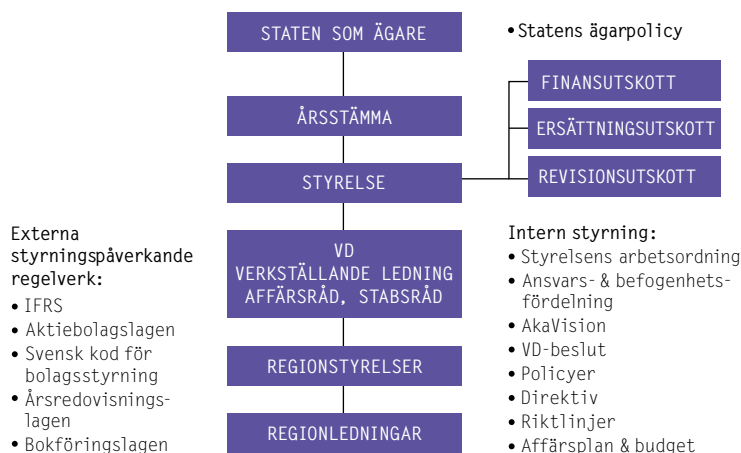 STATEN SOM ÄGARE
• Statens ägarpolicy
FINANSUTSKOTT
ÅRSSTÄMMA
ERSÄTTNINGSUTSKOTT
STYRELSE
REVISIONSUTSKOTT
Externa
styrningspåverkande
regelverk:
• IFRS
• Aktiebolagslagen
• Svensk kod för
bolagsstyrning
• Årsredovisnings-
lagen
• Bokföringslagen
VD
VERKSTÄLLANDE LEDNING
AFFÄRSRÅD, STABSRÅD
REGIONSTYRELSER
REGIONLEDNINGAR
Intern styrning:
• Styrelsens arbetsordning
• Ansvars- & befogenhets-
fördelning
• AkaVision
• VD-beslut
• Policyer
• Direktiv
• Riktlinjer
• Affärsplan & budget